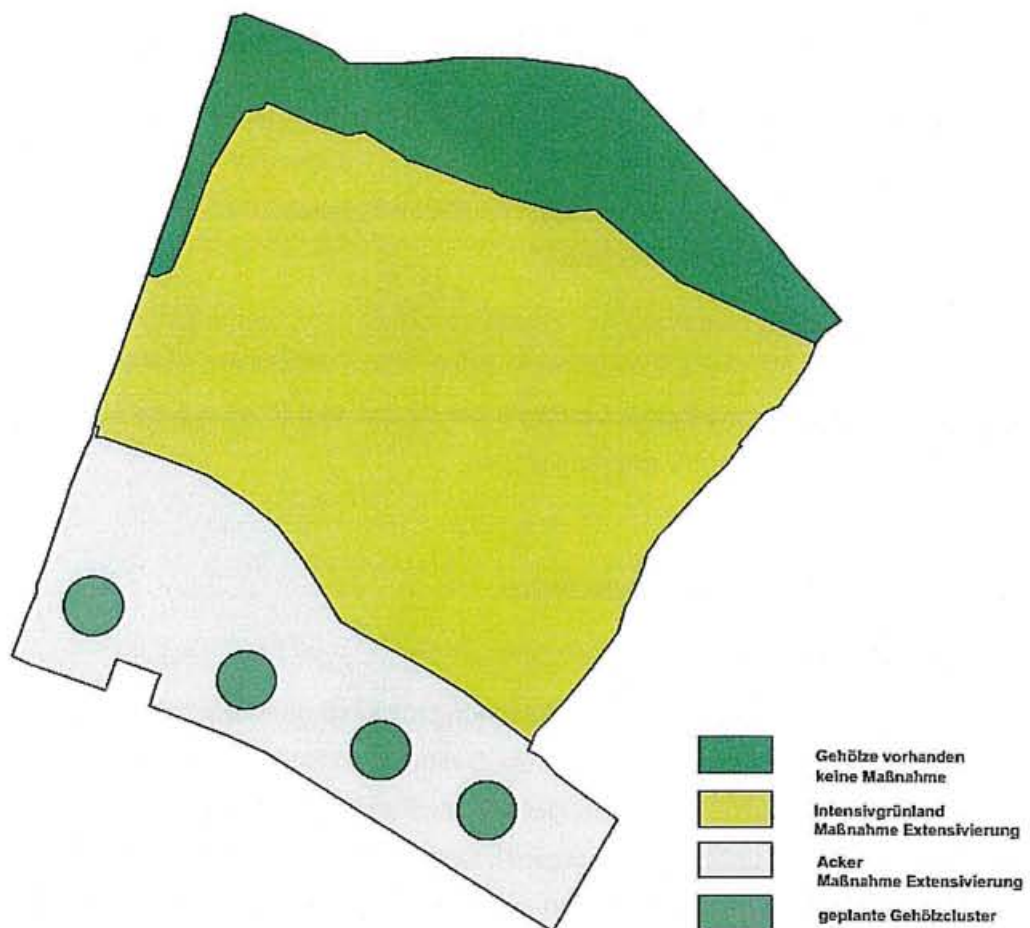 Gehölze vorhanden
keine Maßnahme
Intensivgrünland
Maßnahme Extensivierung
Acker
Maßnahme Extensivierung
geplante Gehölzcluster